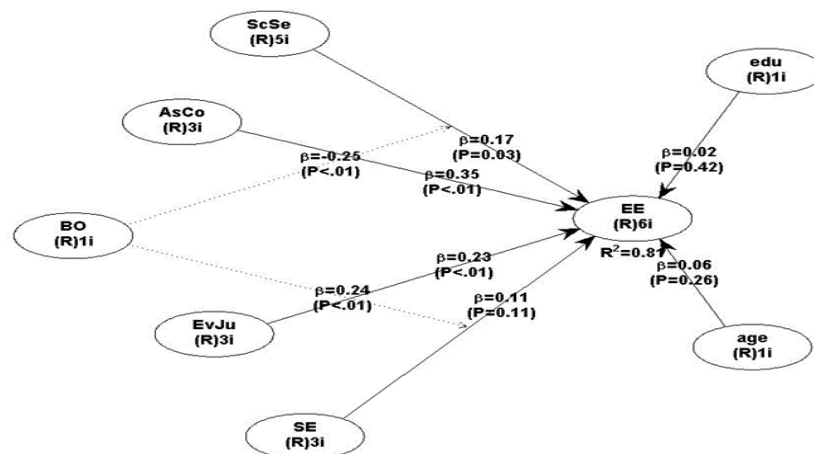 ScSe
(R)5i
edu
(R)1i
AsCo
(R)3i
β=0.17
(P=0.03)
β=-0.25
(P<.01)
β=0.02
(P=0.42)
β=0.35
(P<.01)
EE
(R)6i
BO
(R)1i
R²=0.81
β=0.23
(P<.01)
β=0.06
(P=0.26)
β=0.24
(P<.01)
β=0.11
(P=0.11)
EvJu
(R)3i
age
(R)1i
SE
(R)3i